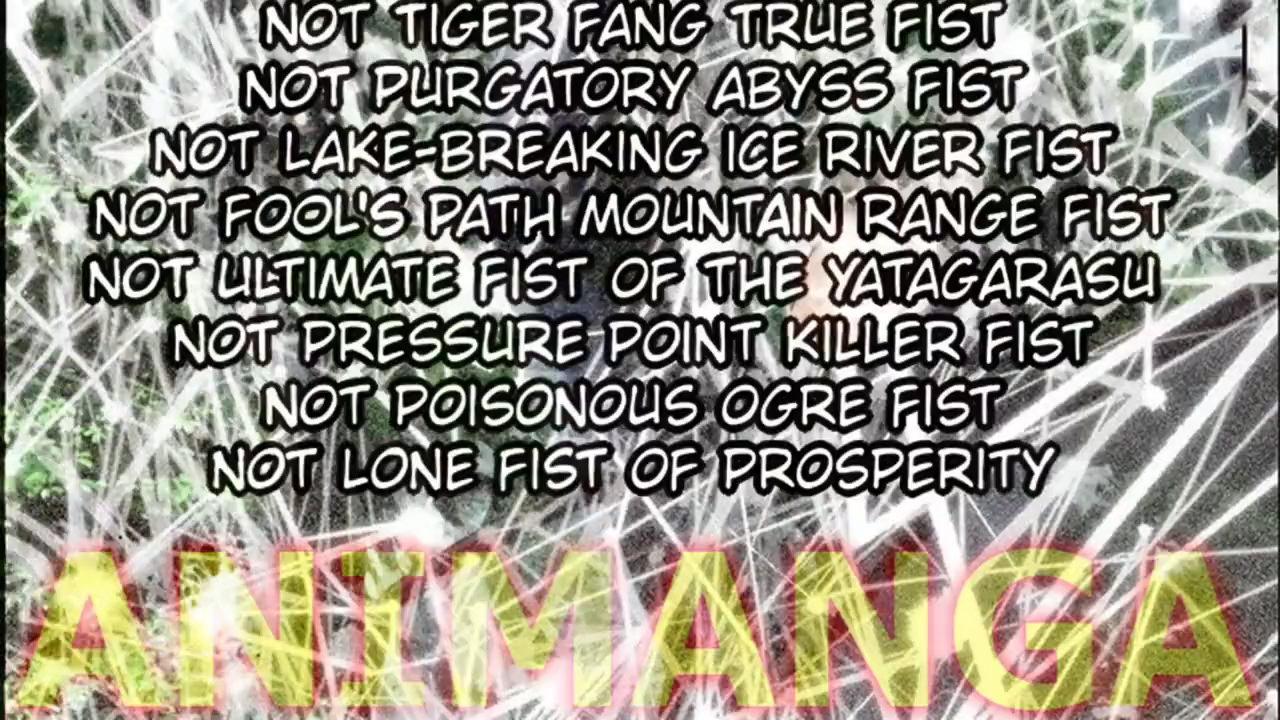 NOT TIGER FANG TRUE FIST
NOT PURGATORY ABYSS FIST
NOT LAKE-BREAKING ICE RIVER FIST
NOT FOOL'S PATH MOUNTAIN RANGE FIST
NOT ULTIMATE FIST OF THE YATAGARASU
NOT PRESSURE POINT KILLER FIST
NOT POISONOUS OGRE FIST
NOT LONE FIST OF PROSPERITY
ANIMANGA